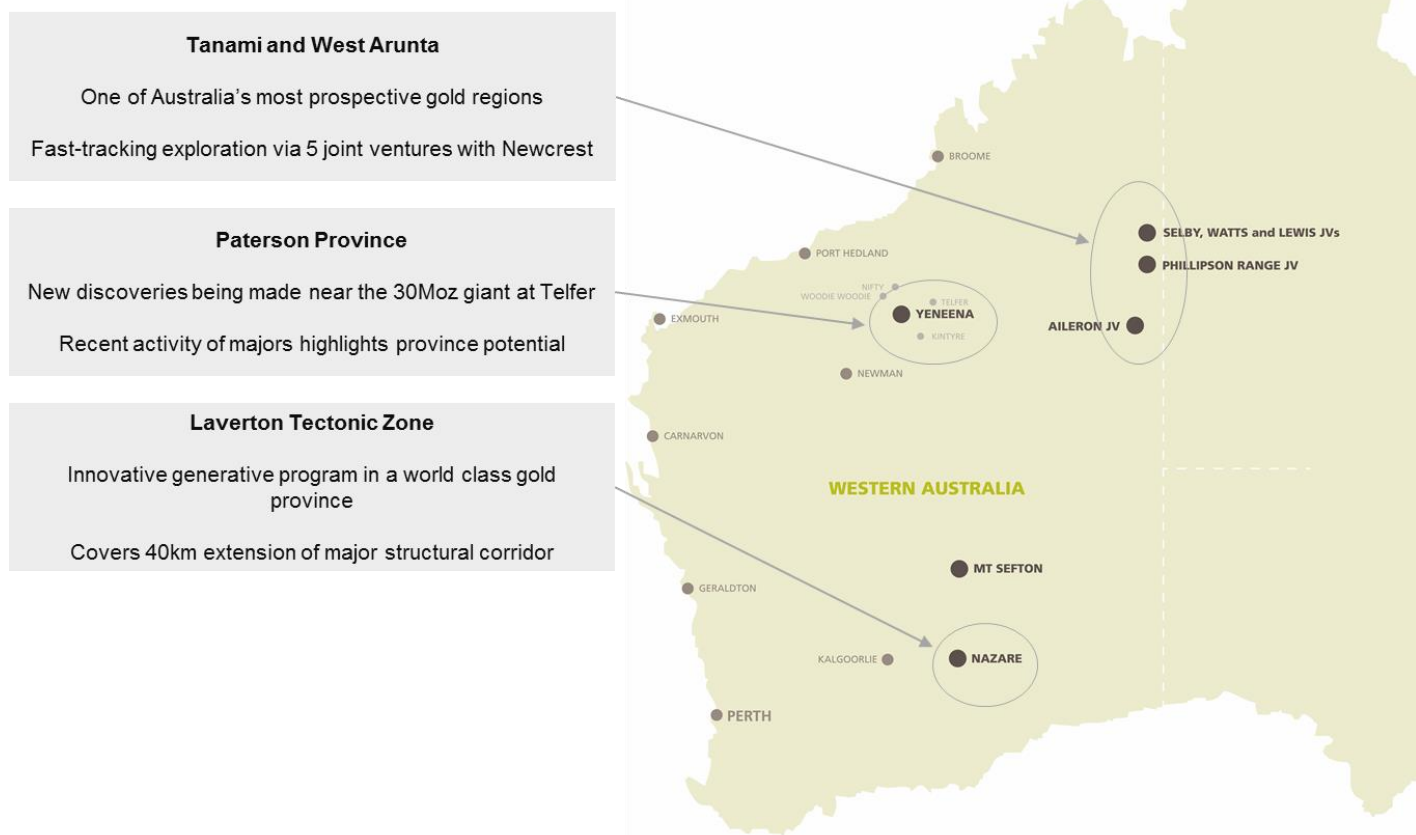 Tanami and West Arunta
One of Australia's most prospective gold regions
Fast-tracking exploration via 5 joint ventures with Newcrest
Paterson Province
New discoveries being made near the 30Moz giant at Telfer
Recent activity of majors highlights province potential
Laverton Tectonic Zone
Innovative generative program in a world class gold
province
Covers 40km extension of major structural corridor
BROOME
SELBY, WATTS and LEWIS JVs
PORT HEDLAND
PHILLIPSON RANGE JV
NIFTY
WOODIE WOODIE
TELFER
YENEENA
EXMOUTH
AILERON JV
KINTYRE
NEWMAN
CARNARVON
WESTERN AUSTRALIA
MT SEFTON
GERALDTON
KALGOORLIE
NAZARE
PERTH